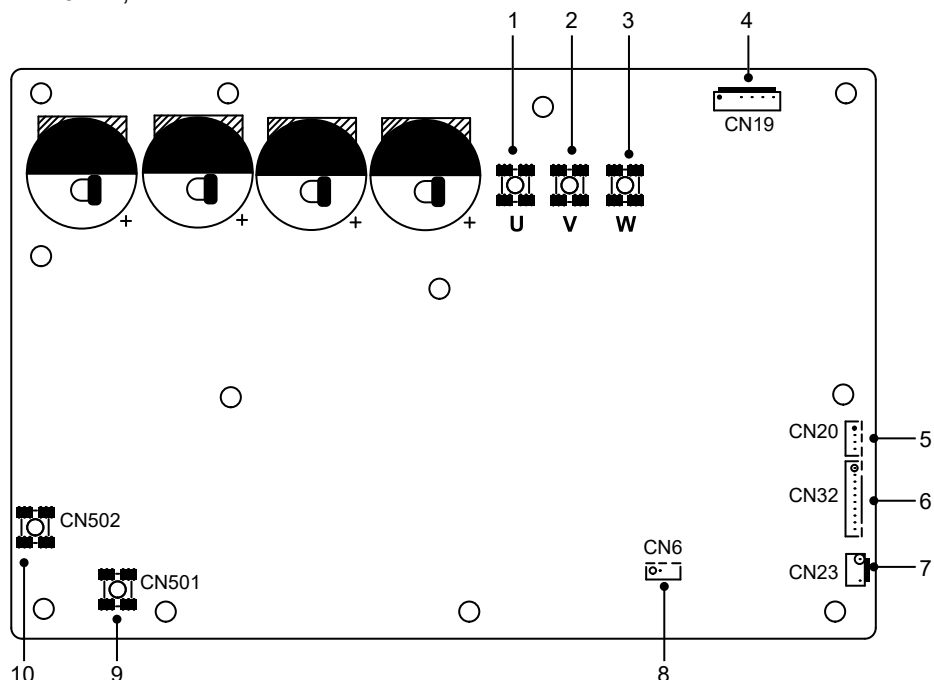 1 2 3 4
CN19
+ + + +
U V W
CN20 5
CN32 6
CN502
CN6
CN501
CN23 7
10 9 8